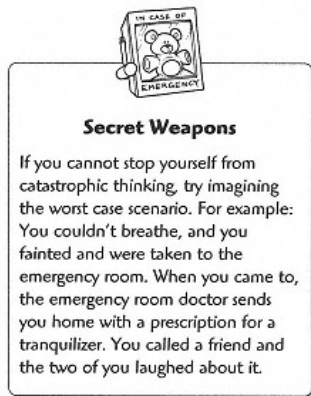 IN CASE OF
EMERGENCY
Secret Weapons
If you cannot stop yourself from
catastrophic thinking, try imagining
the worst case scenario. For example:
You couldn't breathe, and you
fainted and were taken to the
emergency room. When you came to,
the emergency room doctor sends
you home with a prescription for a
tranquilizer. You called a friend and
the two of you laughed about it.